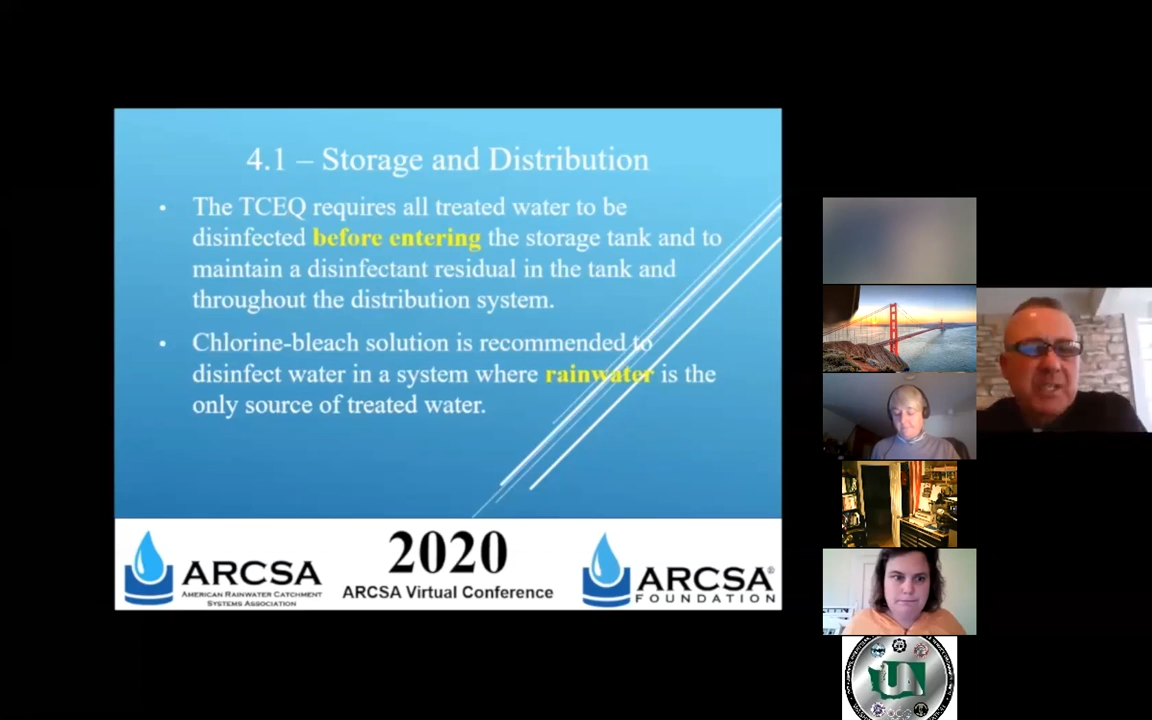 4.1 – Storage and Distribution
• The TCEQ requires all treated water to be
disinfected before entering the storage tank and to
maintain a disinfectant residual in the tank and
throughout the distribution system.
• Chlorine-bleach solution is recommended to
disinfect water in a system where rainwater is the
only source of treated water.
ARCSA
AMERICAN RAINWATER CATCHMENT
SYSTEMS ASSOCIATION
2020
ARCSA Virtual Conference
ARCSA®
FOUNDATION